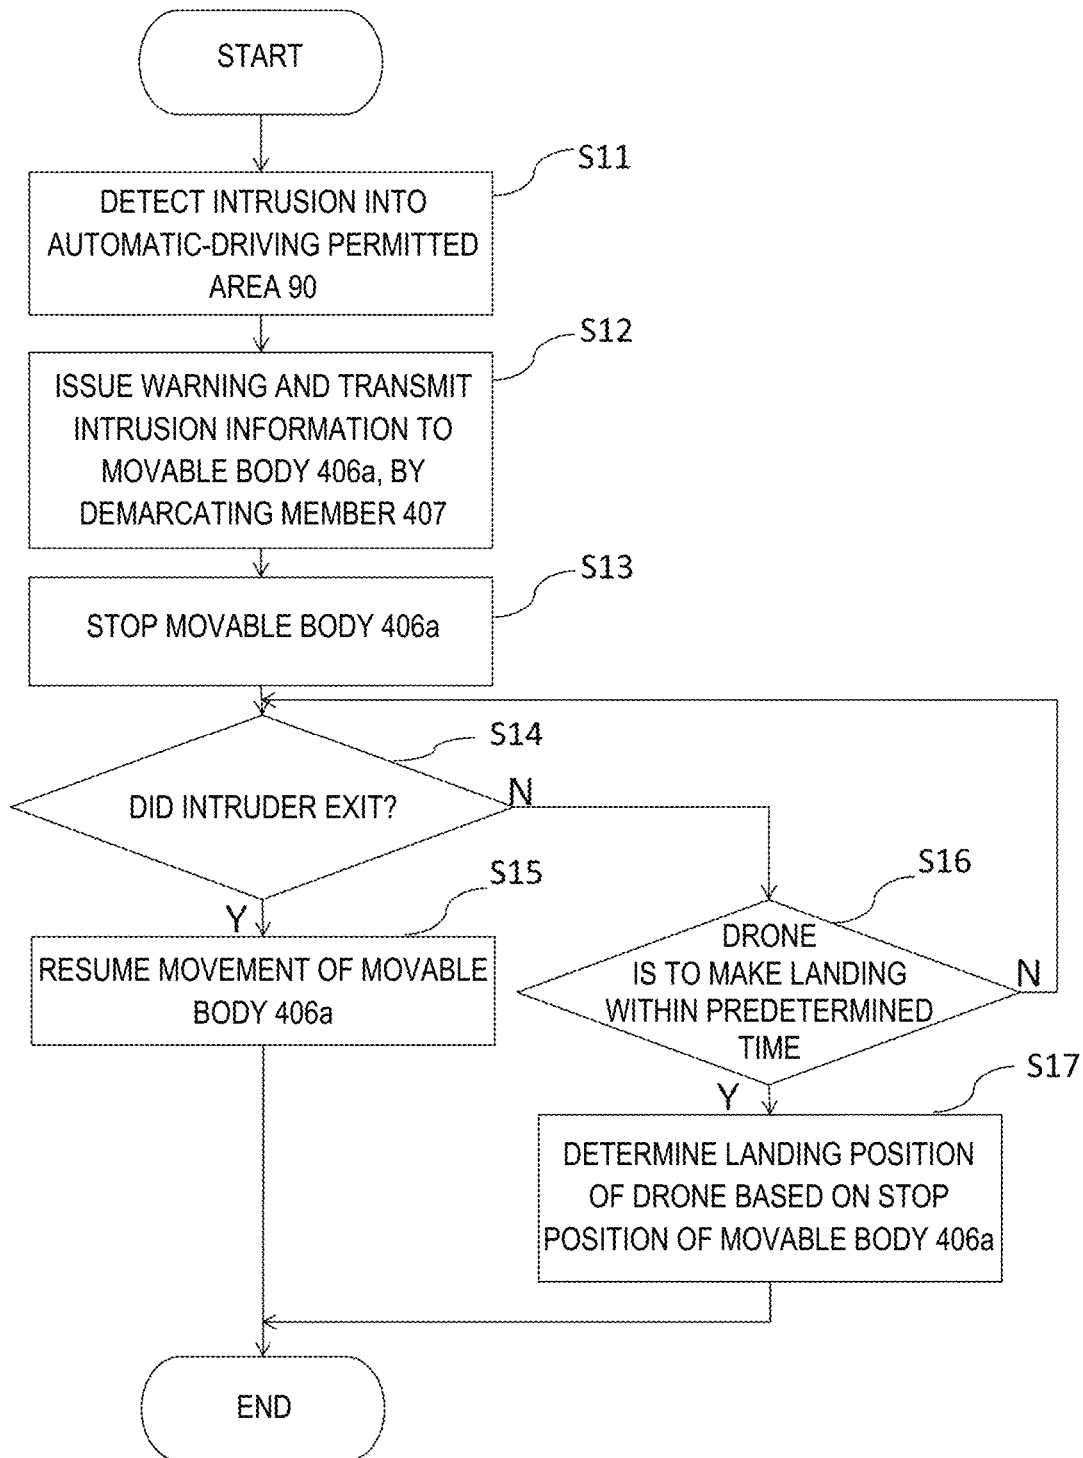 START
S11
DETECT INTRUSION INTO
AUTOMATIC-DRIVING PERMITTED
AREA 90
S12
ISSUE WARNING AND TRANSMIT
INTRUSION INFORMATION TO
MOVABLE BODY 406a, BY
DEMARCATING MEMBER 407
S13
STOP MOVABLE BODY 406a
S14
DID INTRUDER EXIT?
N
S15
Y
RESUME MOVEMENT OF MOVABLE
BODY 406a
S16
DRONE
IS TO MAKE LANDING
WITHIN PREDETERMINED
TIME
N
Y
S17
DETERMINE LANDING POSITION
OF DRONE BASED ON STOP
POSITION OF MOVABLE BODY 406a
END